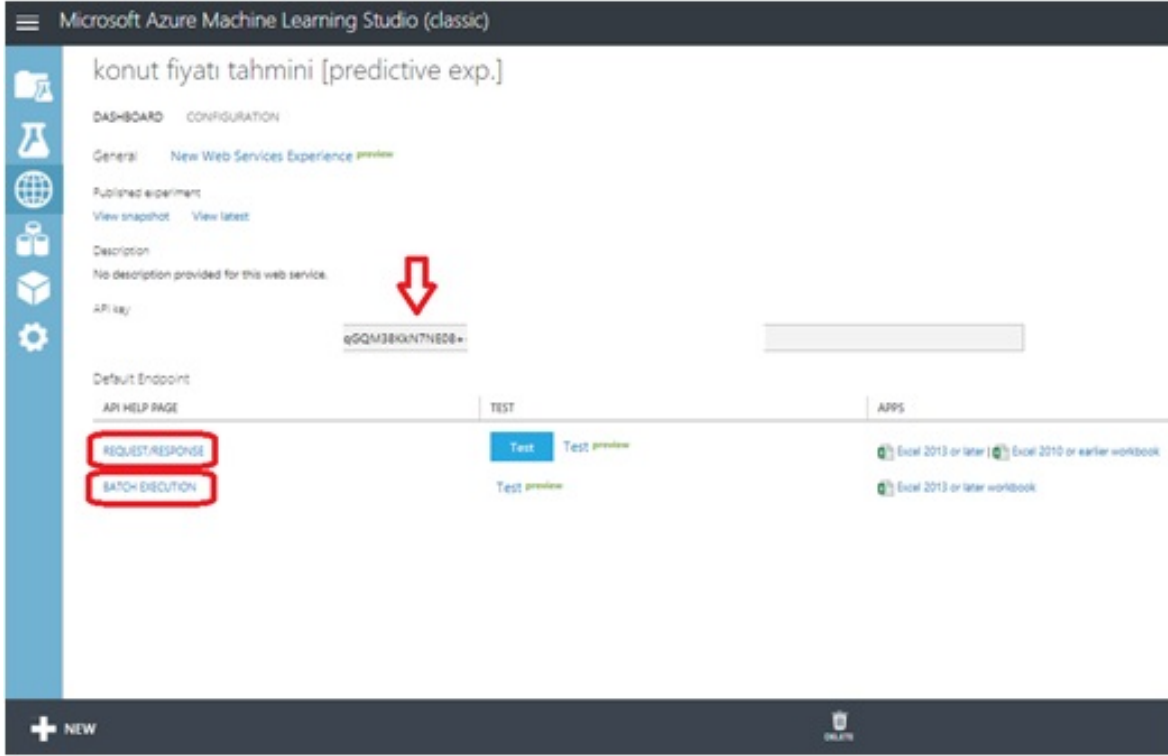 Microsoft Azure Machine Learning Studio (classic)
konut fiyatı tahmini [predictive exp.]
DASHBOARD CONFIGURATION
General New Web Services Experience preview
Published experiment
View snapshot View latest
Description
No description provided for this web service.
API key
Default Endpoint
API HELP PAGE TEST APPS
REQUEST/RESPONSE Test Test preview Excel 2013 or later | Excel 2010 or earlier workbook
BATCH EXECUTION Test preview Excel 2013 or later workbook
NEW DELETE